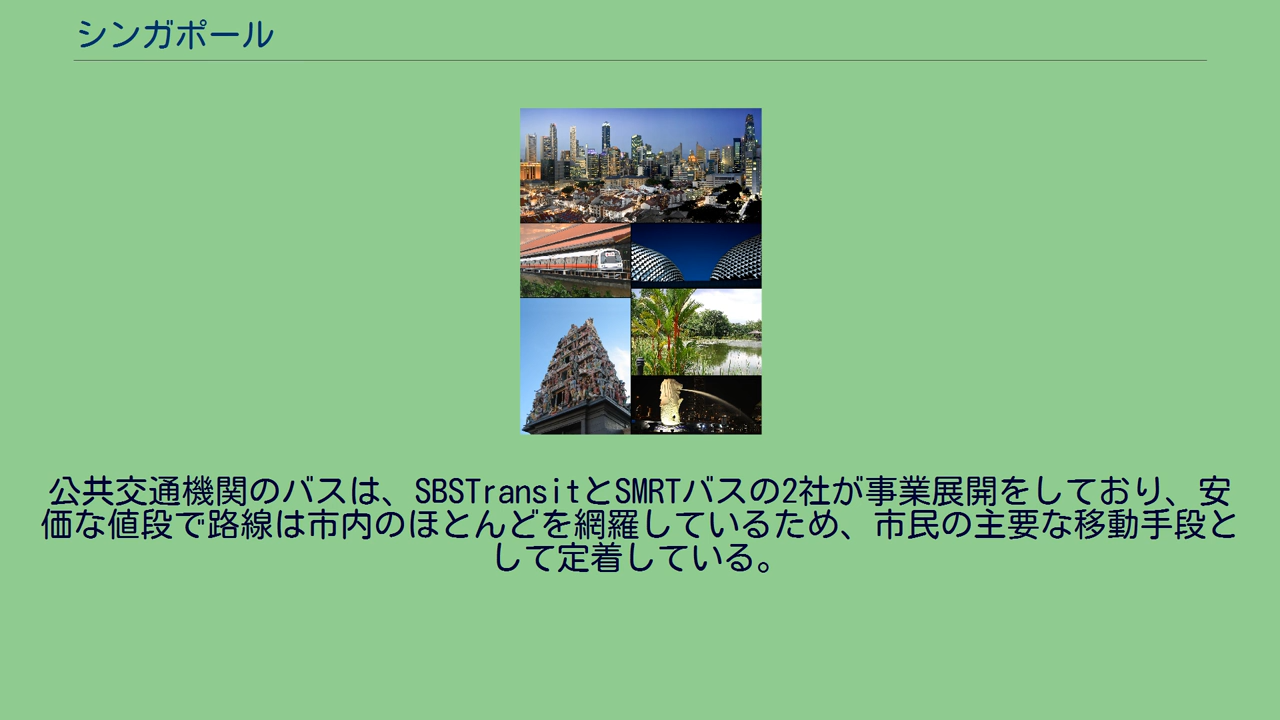 シンガポール
公共交通機関のバスは、SBSTransitとSMRTバスの2社が事業展開をしており、安
価な値段で路線は市内のほとんどを網羅しているため、市民の主要な移動手段と
して定着している。